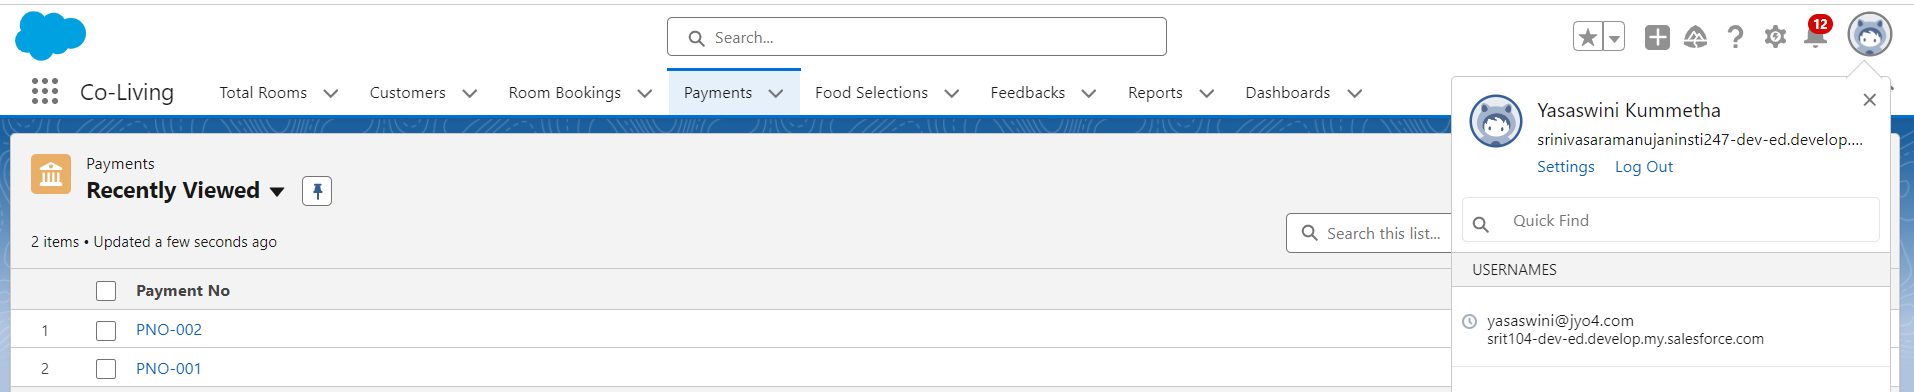 Search...
12
Co-Living
Total Rooms
Customers
Room Bookings
Payments
Food Selections
Feedbacks
Reports
Dashboards
Yasaswini Kummetha
srinivasaramanujaninsti247-dev-ed.develop....
Settings Log Out
Quick Find
USERNAMES
yasaswini@jyo4.com
srit104-dev-ed.develop.my.salesforce.com
Payments
Recently Viewed
2 items • Updated a few seconds ago
Search this list...
Payment No
1 PNO-002
2 PNO-001